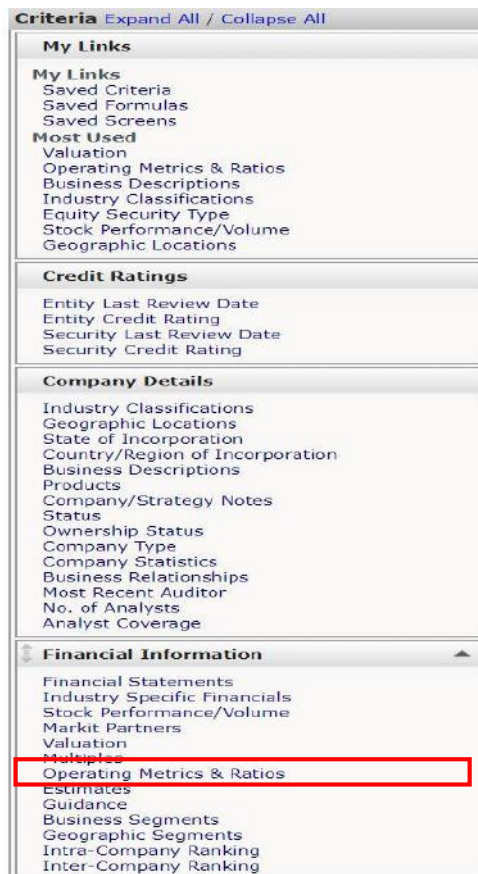 Criteria Expand All / Collapse All
My Links
My Links
Saved Criteria
Saved Formulas
Saved Screens
Most Used
Valuation
Operating Metrics & Ratios
Business Descriptions
Industry Classifications
Equity Security Type
Stock Performance/Volume
Geographic Locations
Credit Ratings
Entity Last Review Date
Entity Credit Rating
Security Last Review Date
Security Credit Rating
Company Details
Industry Classifications
Geographic Locations
State of Incorporation
Country/Region of Incorporation
Business Descriptions
Products
Company/Strategy Notes
Status
Ownership Status
Company Type
Company Statistics
Business Relationships
Most Recent Auditor
No. of Analysts
Analyst Coverage
Financial Information
Financial Statements
Industry Specific Financials
Stock Performance/Volume
Markit Partners
Valuation
Multiples
Operating Metrics & Ratios
Estimates
Guidance
Business Segments
Geographic Segments
Intra-Company Ranking
Inter-Company Ranking